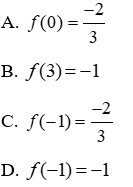 A. f(0) = -2/3
B. f(3) = -1
C. f(-1) = -2/3
D. f(-1) = -1